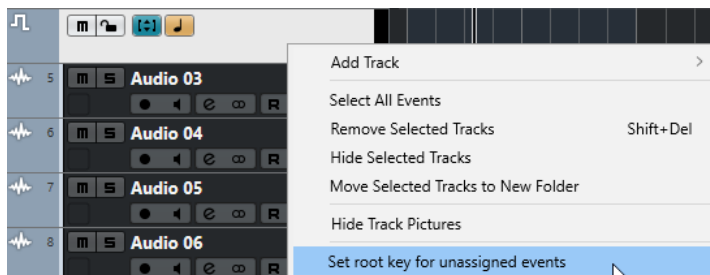 m
Add Track
5 m S Audio 03
Select All Events
e R
Remove Selected Tracks Shift+Del
6 m S Audio 04
Hide Selected Tracks
e R
Move Selected Tracks to New Folder
7 m S Audio 05
e R
Hide Track Pictures
8 m S Audio 06
Set root key for unassigned events
e R